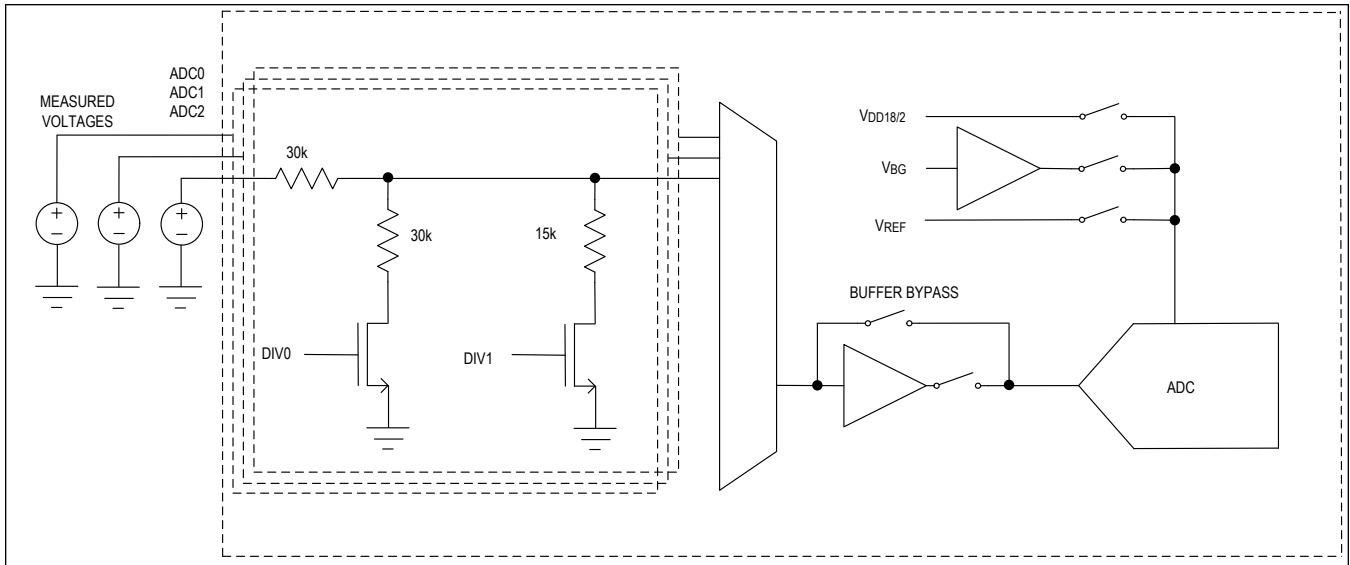 MEASURED
VOLTAGES
ADC0
ADC1
ADC2
30k
30k
15k
DIV0
DIV1
VDD18/2
VBG
VREF
BUFFER BYPASS
ADC